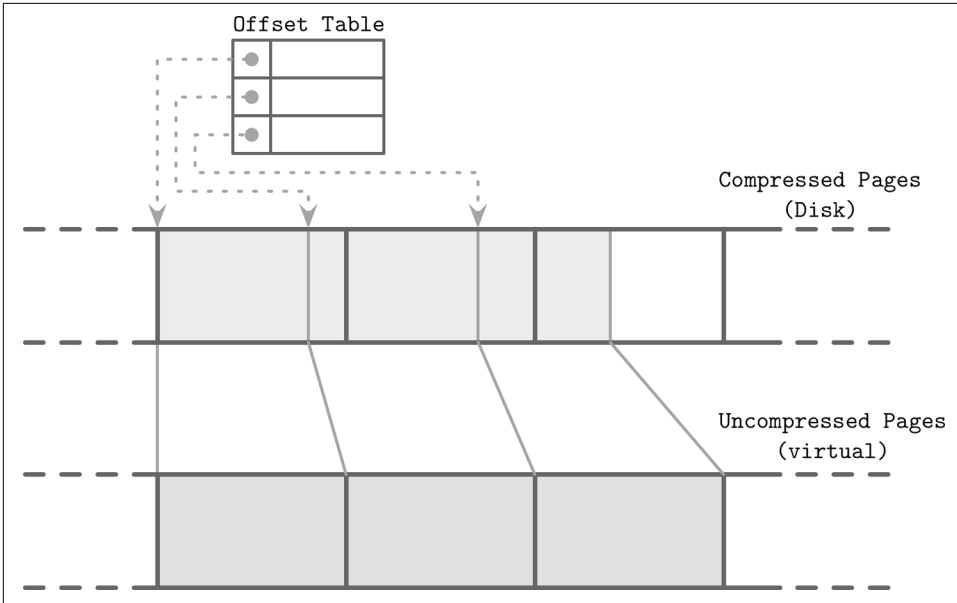 Offset Table
Compressed Pages
(Disk)
Uncompressed Pages
(virtual)